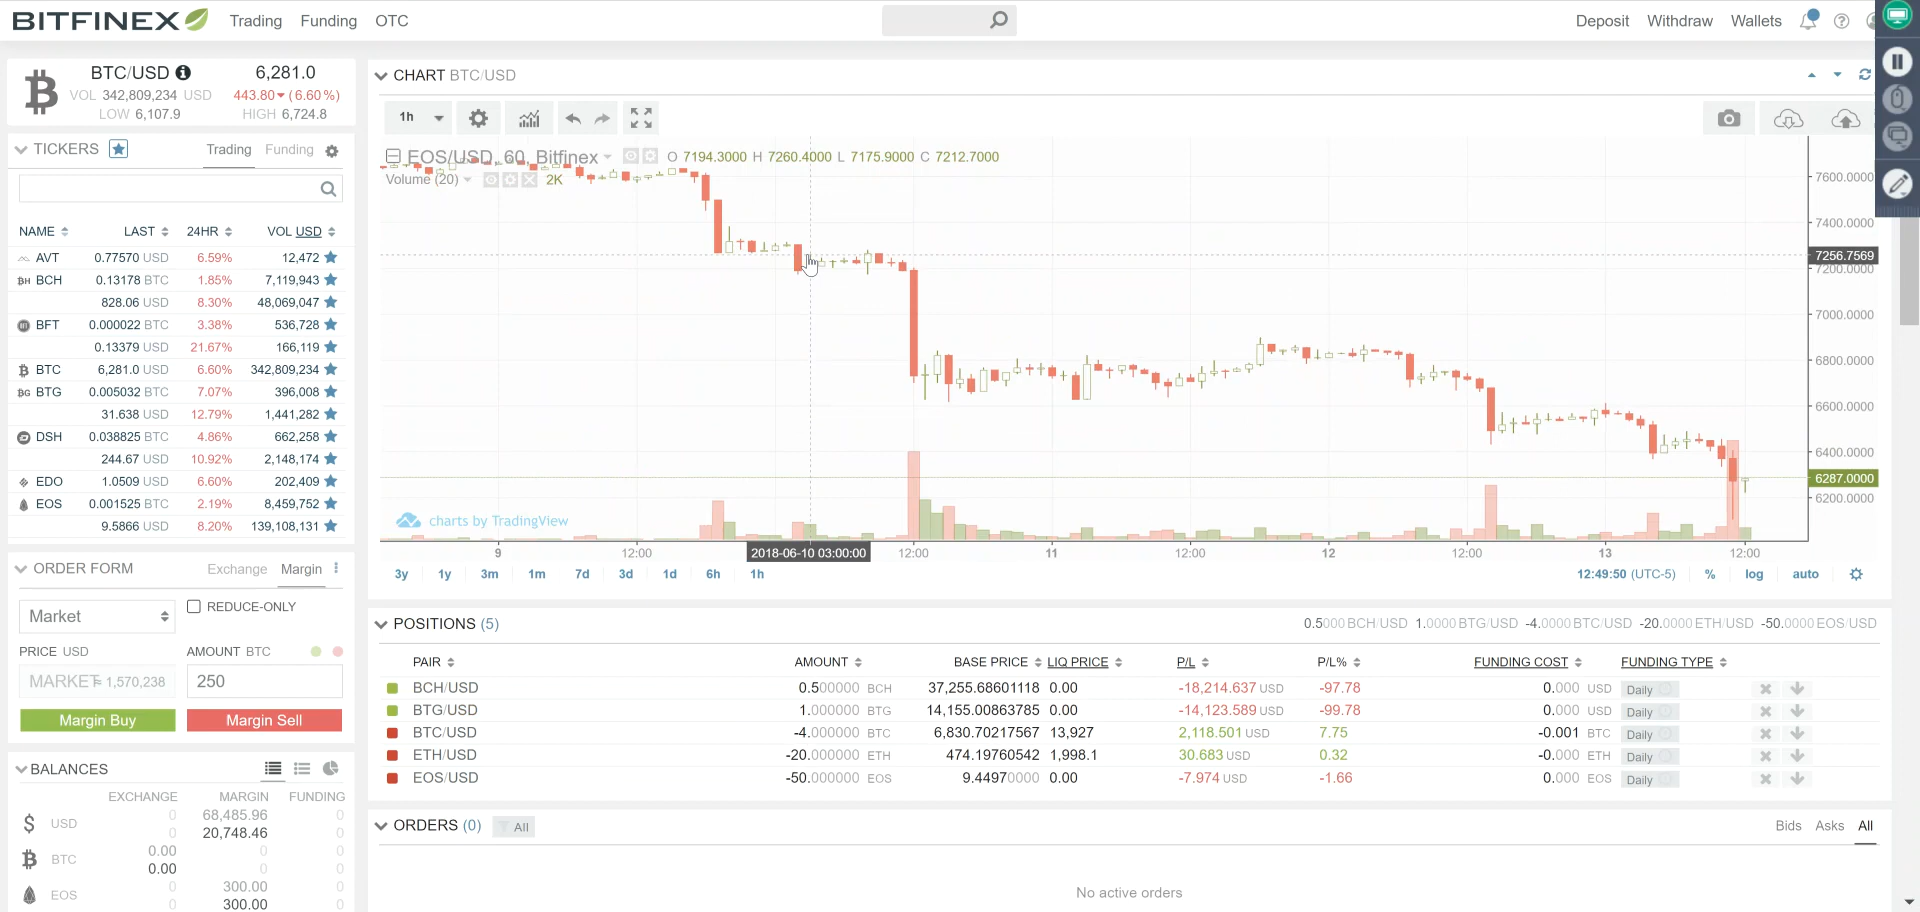 BITFINEX Trading Funding OTC Deposit Withdraw Wallets
BTC/USD 6,281.0
VOL 342,809,234 USD 443.80 (6.60%)
LOW 6,107.9 HIGH 6,724.8
TICKERS Trading Funding
NAME LAST 24HR VOL USD
AVT 0.77570 USD 6.59% 12,472
BCH 0.13178 BTC 1.85% 7,119,943
828.06 USD 8.30% 48,069,047
BFT 0.000022 BTC 3.38% 536,728
0.13379 USD 21.67% 166,119
BTC 6,281.0 USD 6.60% 342,809,234
BTG 0.005032 BTC 7.07% 396,008
31.638 USD 12.79% 1,441,282
DSH 0.038825 BTC 4.86% 662,258
244.67 USD 10.92% 2,148,174
EDO 1.0509 USD 6.60% 202,409
EOS 0.001525 BTC 2.19% 8,459,752
9.5866 USD 8.20% 139,108,131
ORDER FORM Exchange Margin
Market REDUCE-ONLY
PRICE USD AMOUNT BTC
MARKET ≈ 1,570,238 250
Margin Buy Margin Sell
BALANCES
EXCHANGE MARGIN FUNDING
0 68,485.96 0
USD
0 20,748.46 0
0.00 0 0
BTC
0.00 0 0
0 300.00 0
EOS
0 300.00 0
CHART BTC/USD
1h
EOS/USD, 60, Bitfinex O 7194.3000 H 7260.4000 L 7175.9000 C 7212.7000
Volume (20) 2K
7600.0000
7400.0000
7256.7569
7200.0000
7000.0000
6800.0000
6600.0000
6400.0000
6287.0000
6200.0000
charts by TradingView
9 12:00 2018-06-10 03:00:00 12:00 11 12:00 12 12:00 13 12:00
3y 1y 3m 1m 7d 3d 1d 6h 1h 12:49:50 (UTC-5) % log auto
POSITIONS (5) 0.5000 BCH/USD 1.0000 BTG/USD -4.0000 BTC/USD -20.0000 ETH/USD -50.0000 EOS/USD
PAIR AMOUNT BASE PRICE LIQ PRICE P/L P/L% FUNDING COST FUNDING TYPE
BCH/USD 0.500000 BCH 37,255.68601118 0.00 -18,214.637 USD -97.78 0.000 USD Daily
BTG/USD 1.000000 BTG 14,155.00863785 0.00 -14,123.589 USD -99.78 0.000 USD Daily
BTC/USD -4.000000 BTC 6,830.70217567 13,927 2,118.501 USD 7.75 -0.001 BTC Daily
ETH/USD -20.000000 ETH 474.19760542 1,998.1 30.683 USD 0.32 -0.000 ETH Daily
EOS/USD -50.000000 EOS 9.44970000 0.00 -7.974 USD -1.66 0.000 EOS Daily
ORDERS (0) All Bids Asks All
No active orders